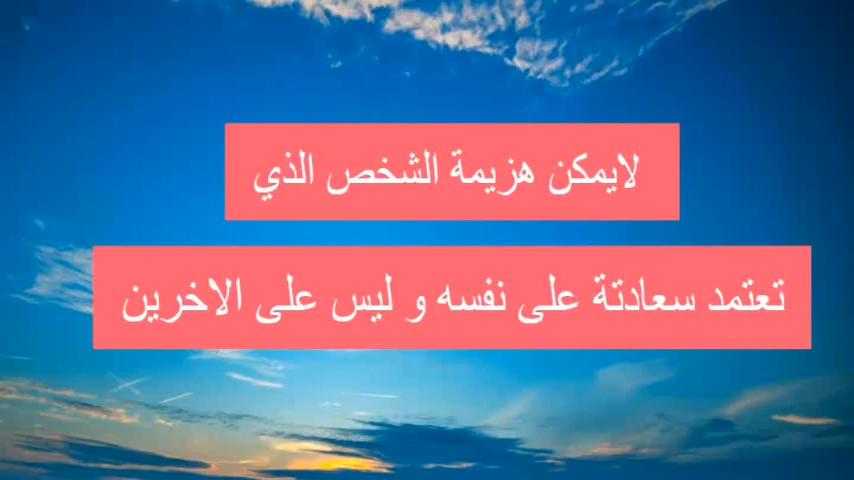 لايمكن هزيمة الشخص الذي
تعتمد سعادتة على نفسه و ليس على الاخرين